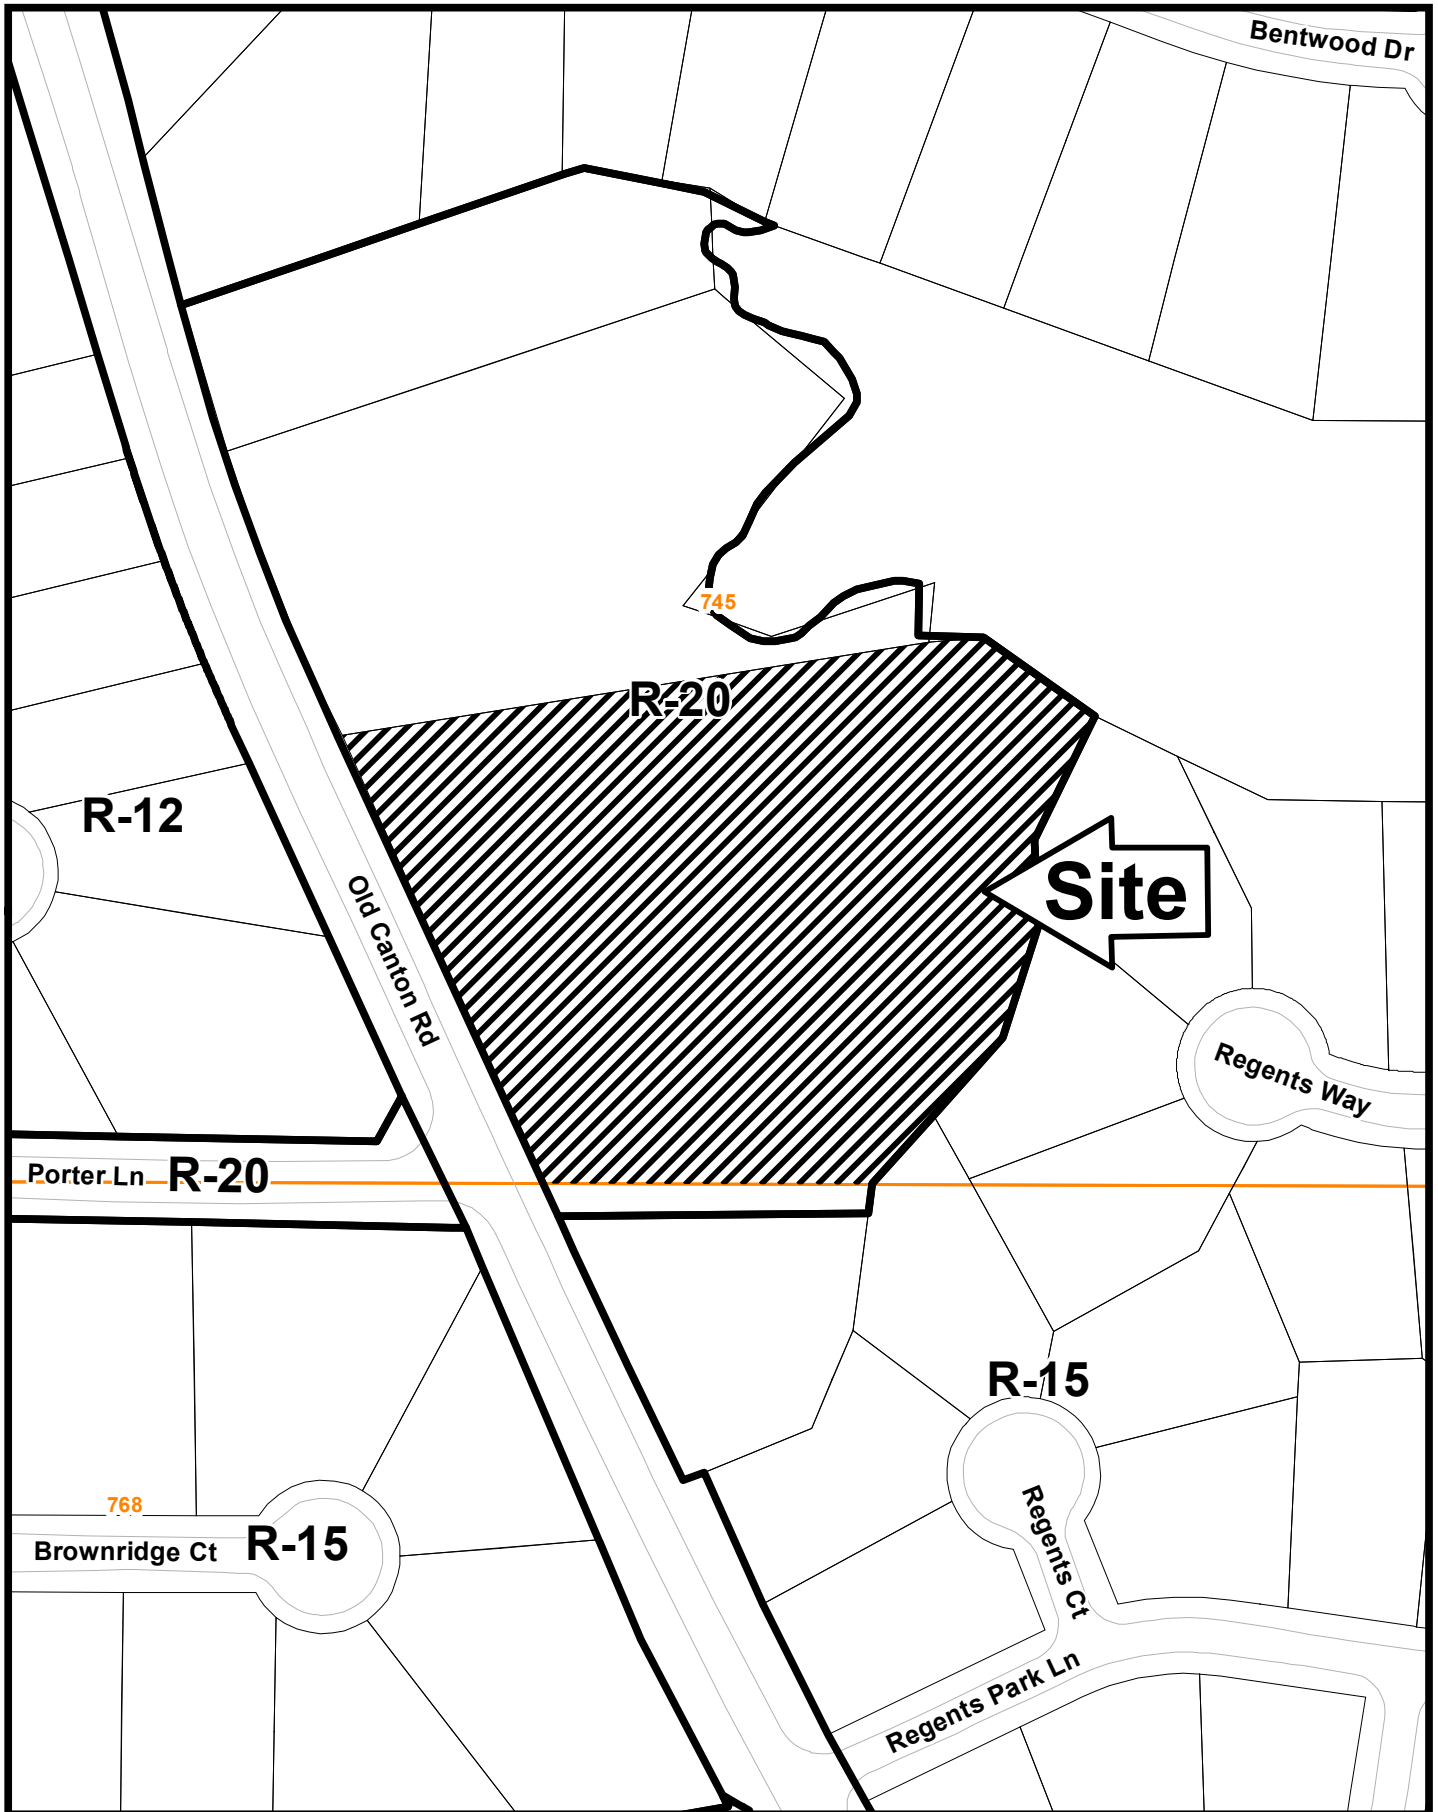 Bentwood Dr
745
R-20
R-12
Site
Old Canton Rd
Regents Way
Porter Ln
R-20
R-15
768
Brownridge Ct
R-15
Regents Ct
Regents Park Ln